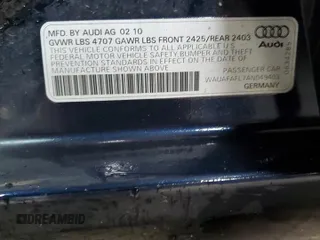 MFD. BY AUDI AG 02 10
GVWR LBS 4707 GAWR LBS FRONT 2425/REAR 2403
THIS VEHICLE CONFORMS TO ALL APPLICABLE U.S.
FEDERAL MOTOR VEHICLE SAFETY BUMPER AND THEFT
PREVENTION STANDARDS IN EFFECT ON THE DATE OF
MANUFACTURE SHOWN ABOVE.
PASSENGER CAR
GERMANY
Audi
DREAMBID